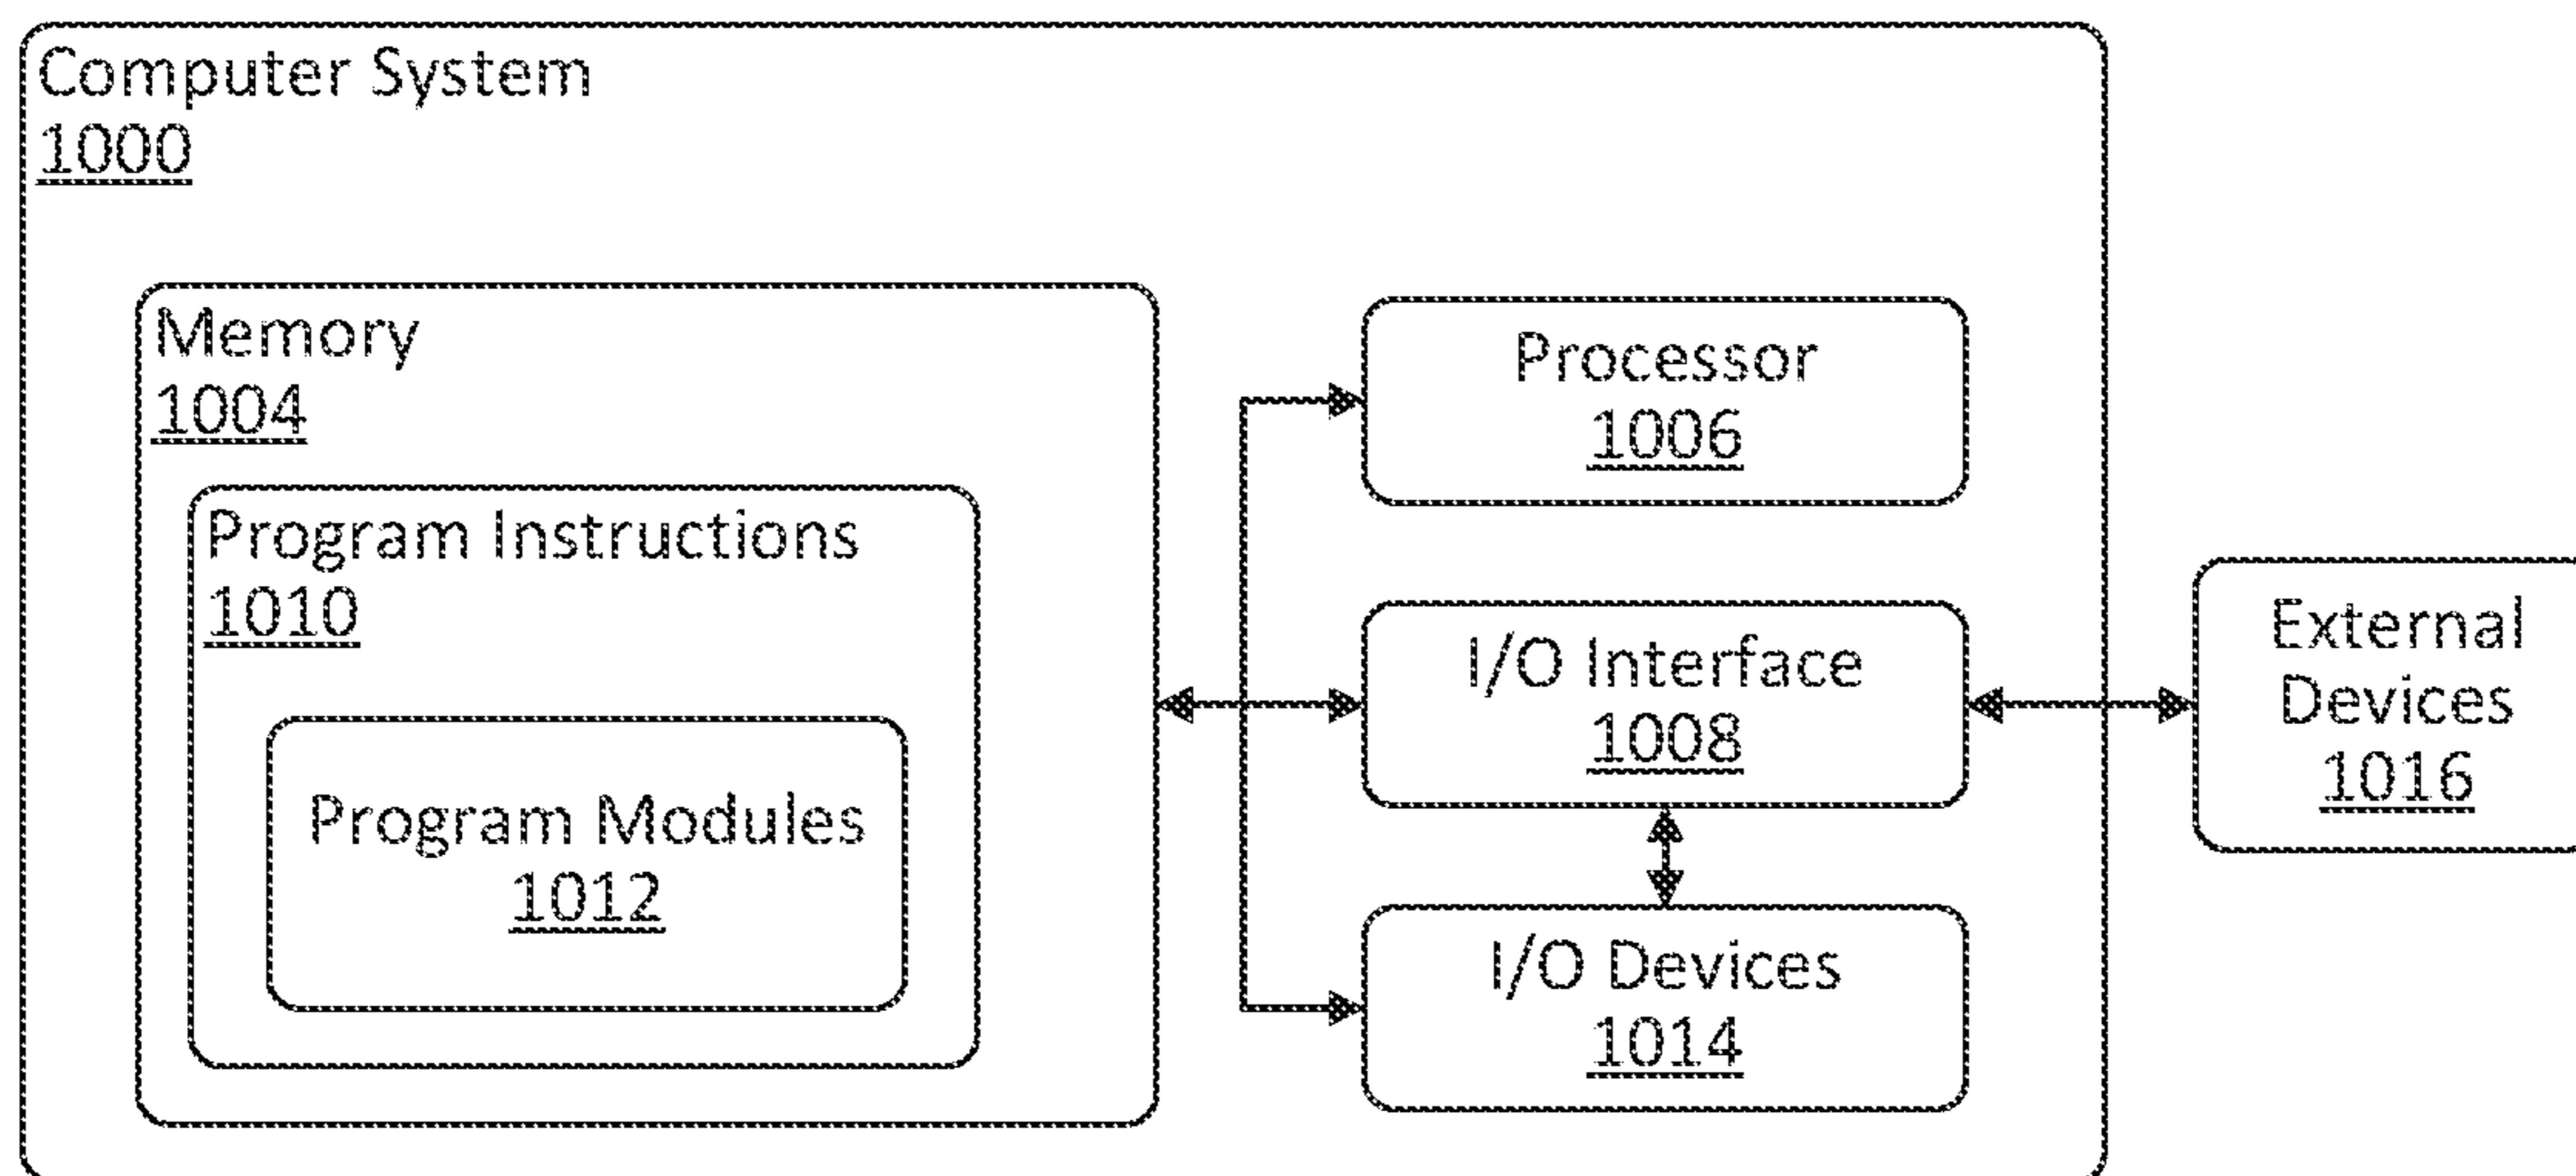 Computer System
1000
Memory
1004
Program Instructions
1010
Program Modules
1012
Processor
1006
I/O Interface
1008
I/O Devices
1014
External
Devices
1016